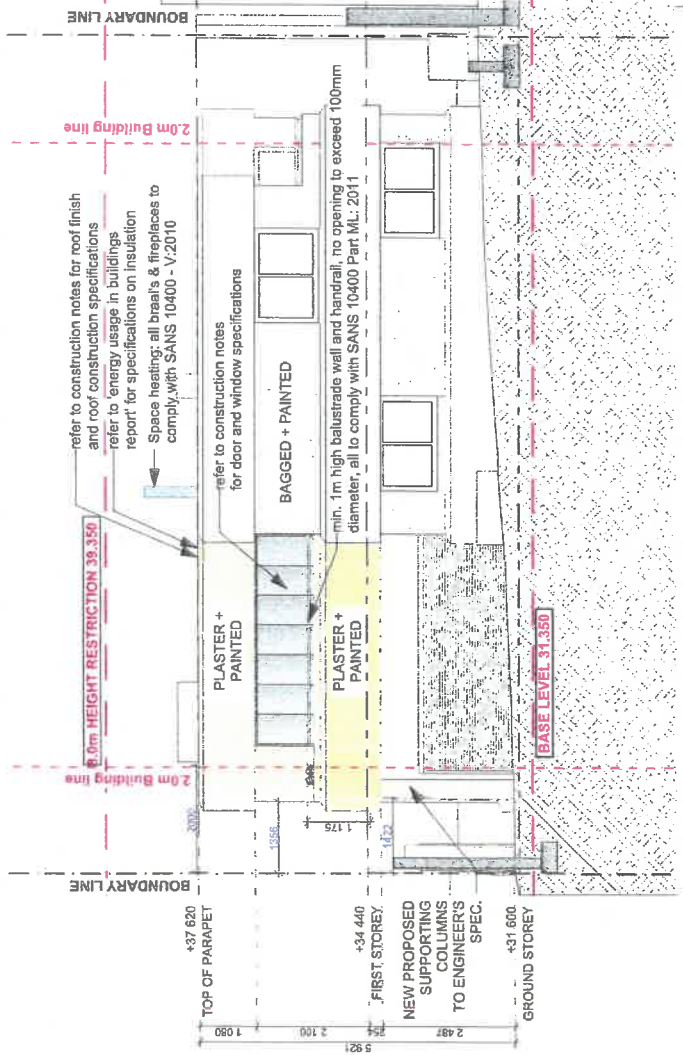 BOUNDARY LINE
2.0m Building line
8.0m HEIGHT RESTRICTION 39.350
refer to construction notes for roof finish
and roof construction specifications
refer to 'energy usage in buildings
report' for specifications on Insulation
Space heating: all braai's & fireplaces to
comply with SANS 10400 - V:2010
2.0m Building line
BOUNDARY LINE
+37 620
TOP OF PARAPET
2000
PLASTER +
PAINTED
refer to construction notes
for door and window specifications
BAGGED + PAINTED
min. 1m high balustrade wall and handrail, no opening to exceed 100mm
diameter, all to comply with SANS 10400 Part ML: 2011
1356
1 175
PLASTER +
PAINTED
+34 440
FIRST STOREY
1422
NEW PROPOSED
SUPPORTING
COLUMNS
TO ENGINEER'S
SPEC.
+31 600
GROUND STOREY
BASE LEVEL 31.350
1 080
2 100
254
2 487
5 921